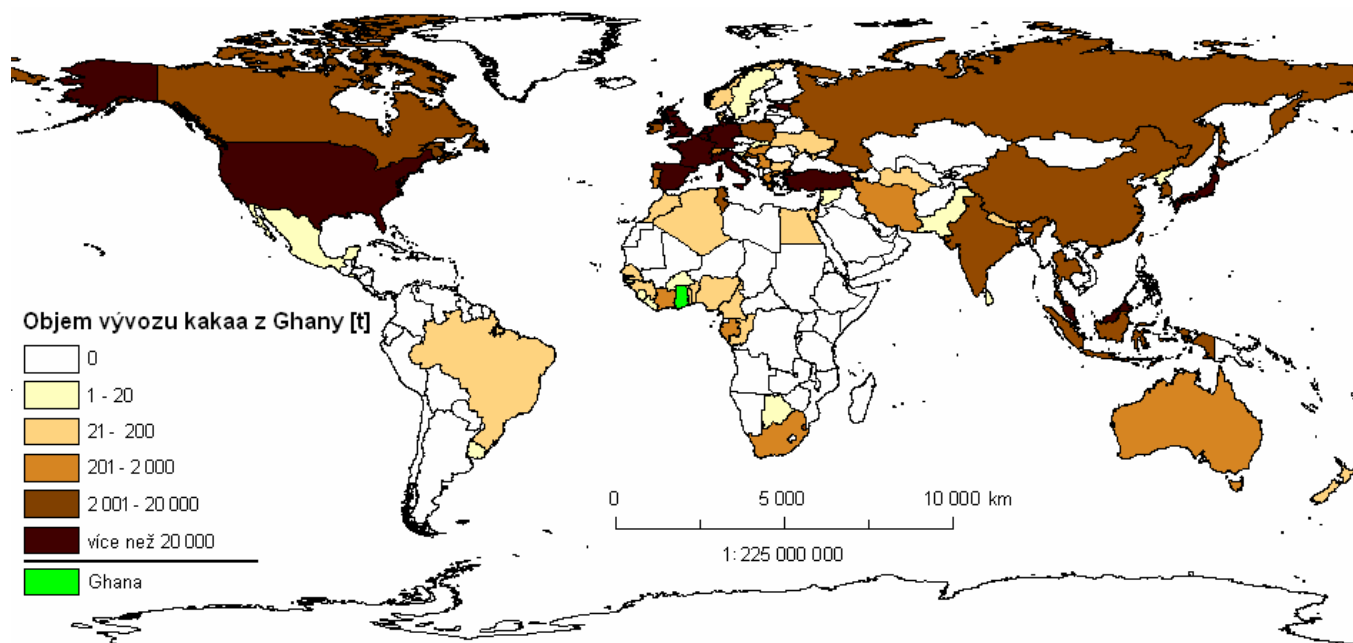 Objem vývozu kakaa z Ghany [t]
0
1 - 20
21 - 200
201 - 2 000
2 001 - 20 000
více než 20 000
Ghana
0 5 000 10 000 km
1: 225 000 000